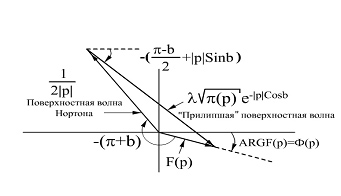 -(π-b/2 +|p|Sinb)
1/2|p|
λ√π(p) e-|p|Cosb
Поверхностная волна
Нортона
"Прилипшая" поверхностная волна
-(π+b)
ARGF(p)=Ф(p)
F(p)